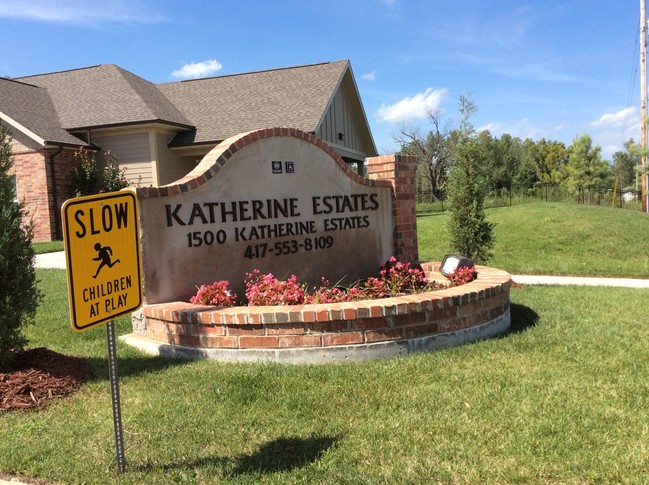 SLOW
CHILDREN
AT PLAY
KATHERINE ESTATES
1500 KATHERINE ESTATES
417-553-8109